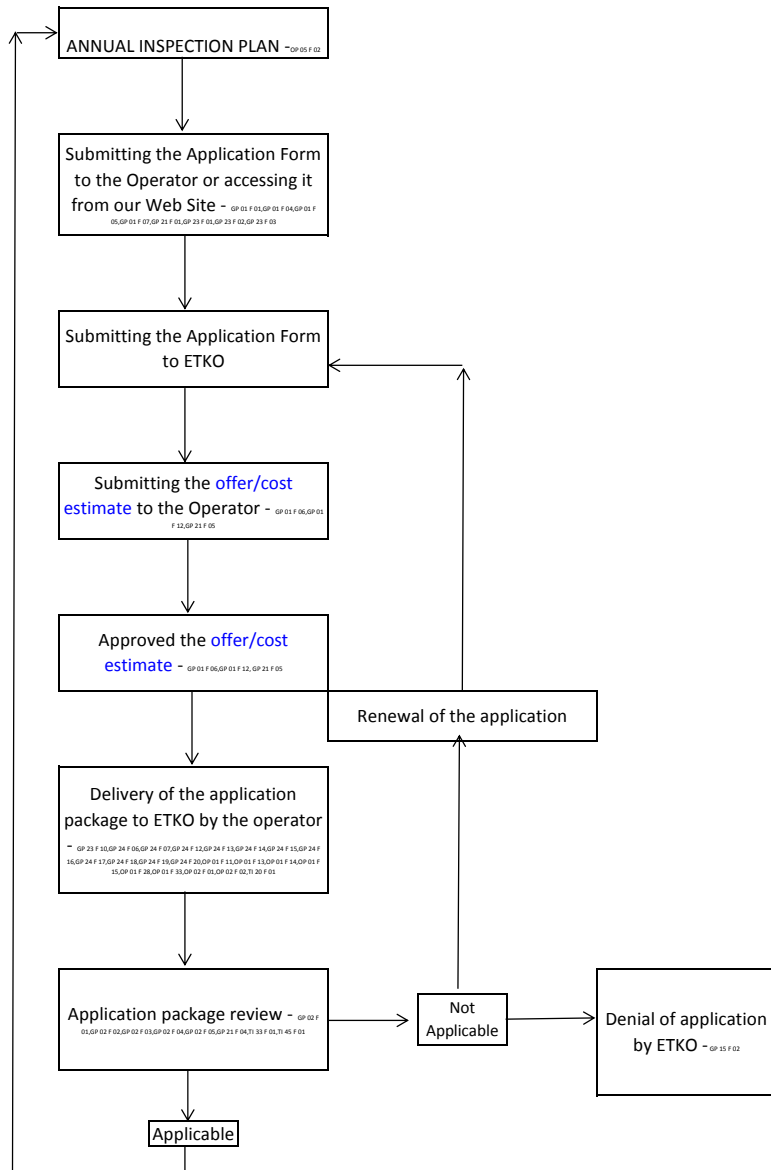 ANNUAL INSPECTION PLAN - OP 05 F 02
Submitting the Application Form
to the Operator or accessing it
from our Web Site - GP 01 F 01,GP 01 F 04,GP 01 F
05,GP 01 F 07,GP 21 F 01,GP 23 F 01,GP 23 F 02,GP 23 F 03
Submitting the Application Form
to ETKO
Submitting the offer/cost
estimate to the Operator - GP 01 F 06,GP 01
F 12,GP 21 F 05
Approved the offer/cost
estimate - GP 01 F 06,GP 01 F 12, GP 21 F 05
Renewal of the application
Delivery of the application
package to ETKO by the operator
- GP 23 F 10,GP 24 F 06,GP 24 F 07,GP 24 F 12,GP 24 F 13,GP 24 F 14,GP 24 F 15,GP 24 F
16,GP 24 F 17,GP 24 F 18,GP 24 F 19,GP 24 F 20,OP 01 F 11,OP 01 F 13,OP 01 F 14,OP 01 F
15,OP 01 F 28,OP 01 F 33,OP 02 F 01,OP 02 F 02,TI 20 F 01
Application package review - GP 02 F
01,GP 02 F 02,GP 02 F 03,GP 02 F 04,GP 02 F 05,GP 21 F 04,TI 33 F 01,TI 45 F 01
Not
Applicable
Denial of application
by ETKO - GP 15 F 02
Applicable